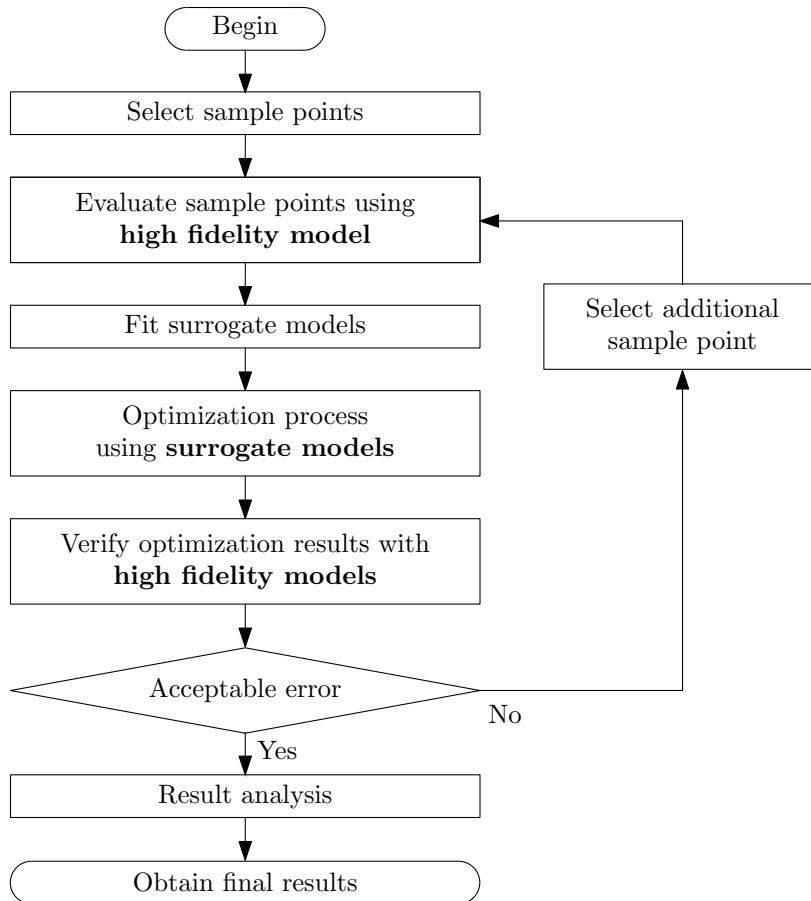 Begin
Select sample points
Evaluate sample points using
high fidelity model
Fit surrogate models
Select additional
sample point
Optimization process
using surrogate models
Verify optimization results with
high fidelity models
Acceptable error
No
Yes
Result analysis
Obtain final results